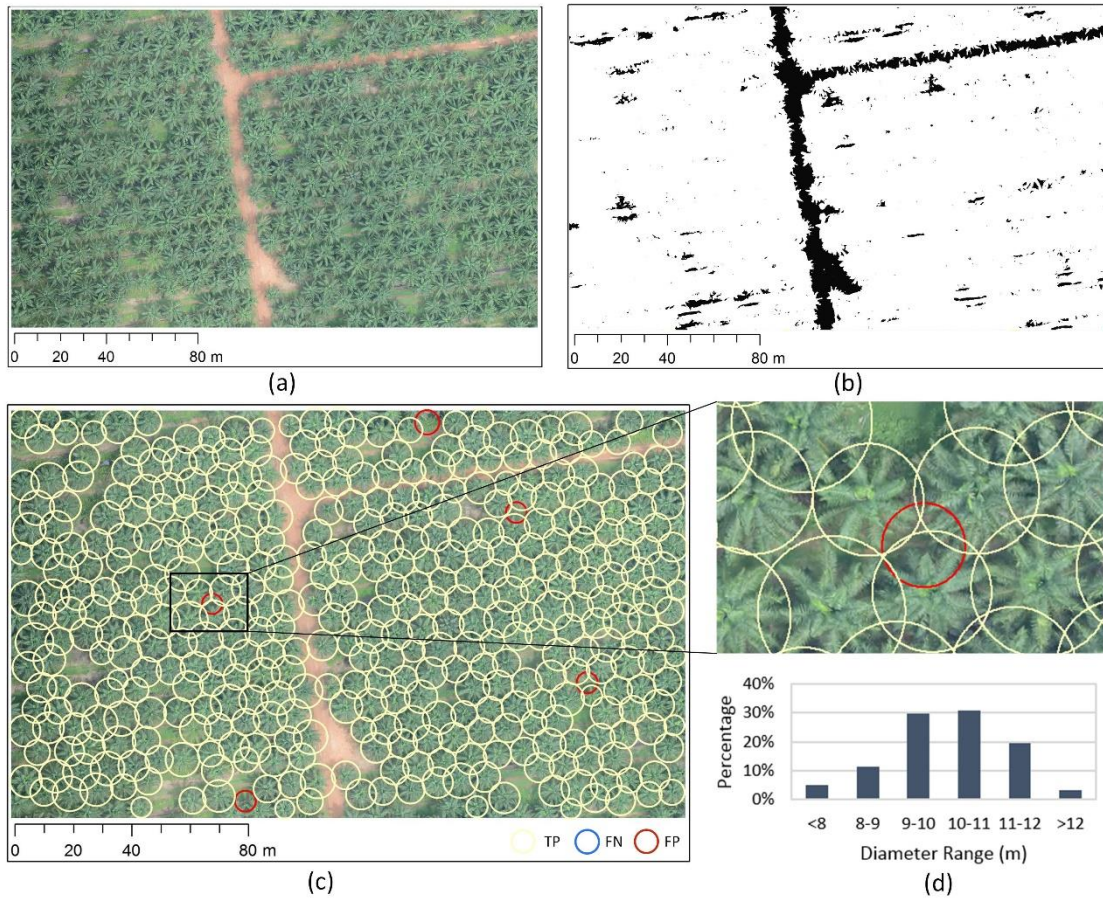 0 20 40 80 m
(a)
0 20 40 80 m
(b)
0 20 40 80 m
TP FN FP
(c)
40%
30%
20%
10%
0%
Percentage
<8 8-9 9-10 10-11 11-12 >12
Diameter Range (m)
(d)